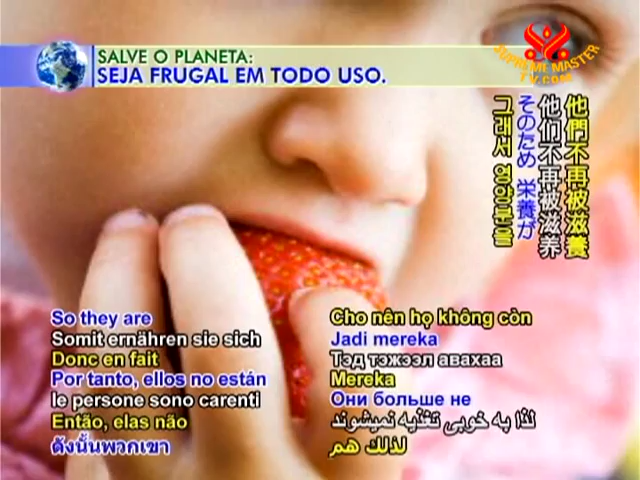 SALVE O PLANETA:
SEJA FRUGAL EM TODO USO.
SUPREME MASTER
TV.COM
他們不再被滋養
他们不再被滋养
そのため 栄養が
그래서 영양분을
So they are
Somit ernähren sie sich
Donc en fait
Por tanto, ellos no están
le persone sono carenti
Então, elas não
ดังนั้นพวกเขา
Cho nên họ không còn
Jadi mereka
Тэд тэжээл авахаа
Mereka
Они больше не
لذا به خوبی تغذیه نمیشوند
لذلك هم